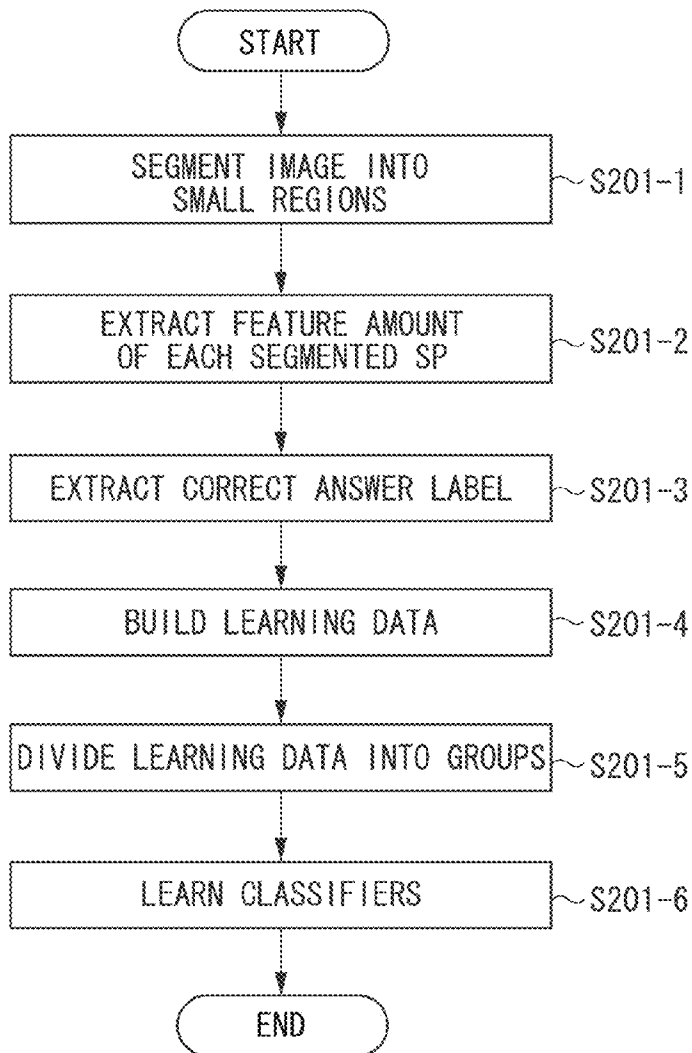 START
SEGMENT IMAGE INTO
SMALL REGIONS
S201-1
EXTRACT FEATURE AMOUNT
OF EACH SEGMENTED SP
S201-2
EXTRACT CORRECT ANSWER LABEL
S201-3
BUILD LEARNING DATA
S201-4
DIVIDE LEARNING DATA INTO GROUPS
S201-5
LEARN CLASSIFIERS
S201-6
END